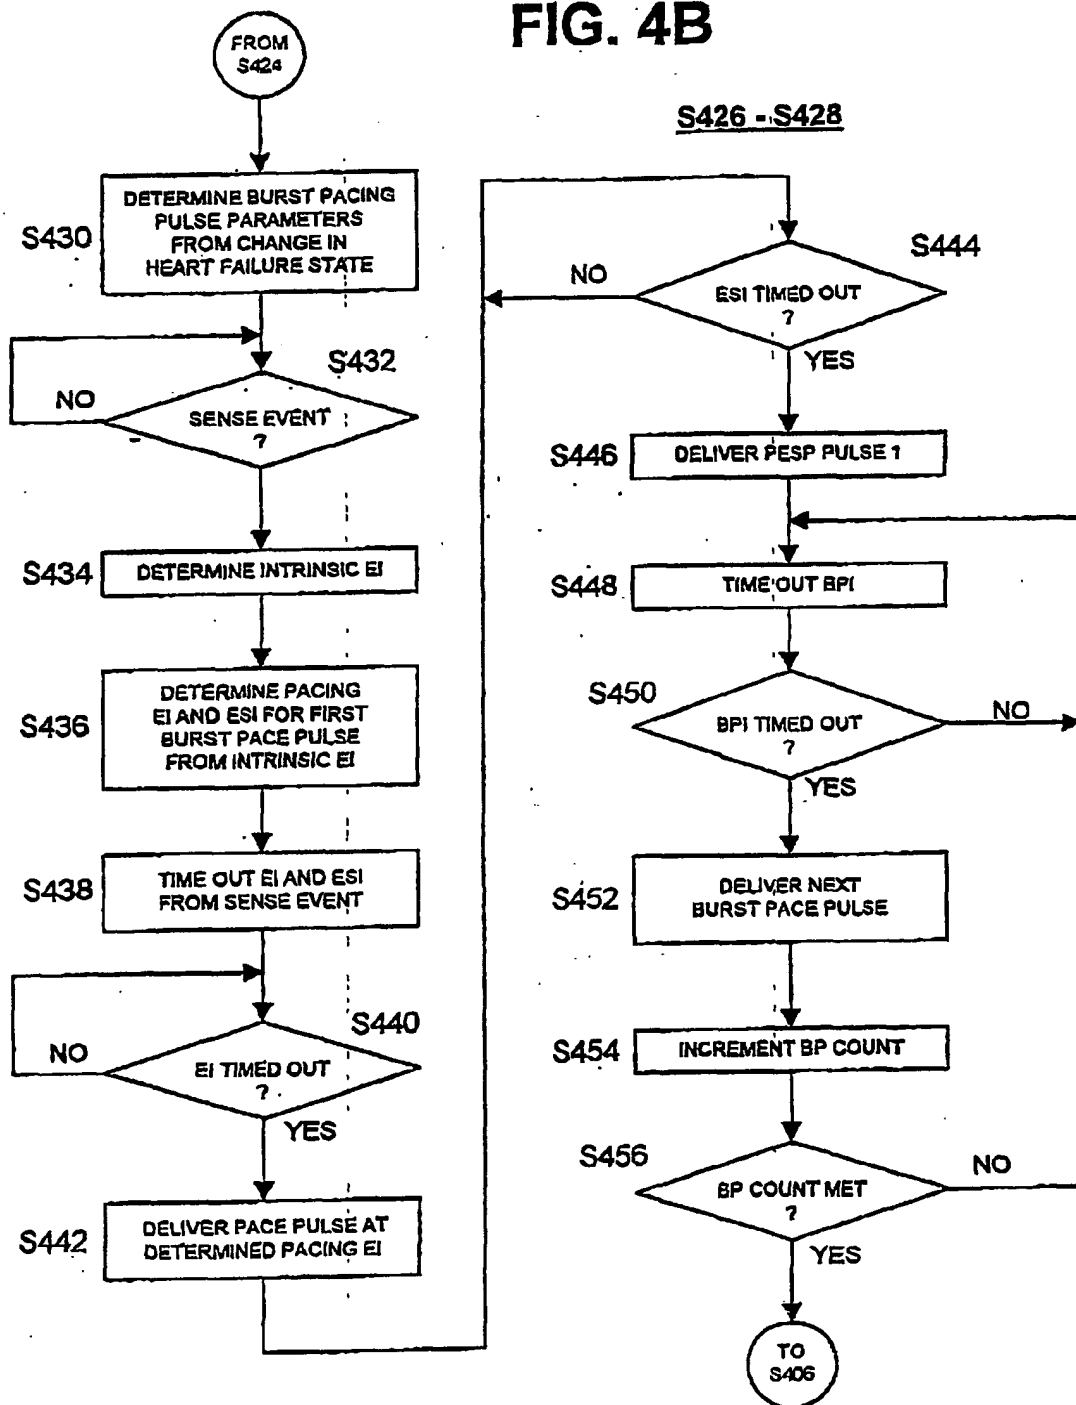 FIG. 4B
FROM
S424
S426 - S428
S430
DETERMINE BURST PACING
PULSE PARAMETERS
FROM CHANGE IN
HEART FAILURE STATE
S432
NO
SENSE EVENT
?
S434
DETERMINE INTRINSIC EI
S436
DETERMINE PACING
EI AND ESI FOR FIRST
BURST PACE PULSE
FROM INTRINSIC EI
S438
TIME OUT EI AND ESI
FROM SENSE EVENT
S440
NO
EI TIMED OUT
?
YES
S442
DELIVER PACE PULSE AT
DETERMINED PACING EI
S444
NO
ESI TIMED OUT
?
YES
S446
DELIVER PESP PULSE 1
S448
TIME OUT BPI
S450
BPI TIMED OUT
?
NO
YES
S452
DELIVER NEXT
BURST PACE PULSE
S454
INCREMENT BP COUNT
S456
BP COUNT MET
?
NO
YES
TO
S406